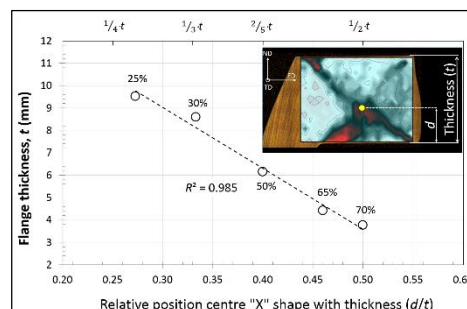 1/4·t 1/3·t 2/5·t 1/2·t
12
11
10
9
8
7
6
5
4
3
2
Flange thickness, t (mm)
25%
30%
50%
65%
70%
R² = 0.985
ND
TD
Thickness (t)
d
0.20 0.25 0.30 0.35 0.40 0.45 0.50 0.55 0.6
Relative position centre "X" shape with thickness (d/t)